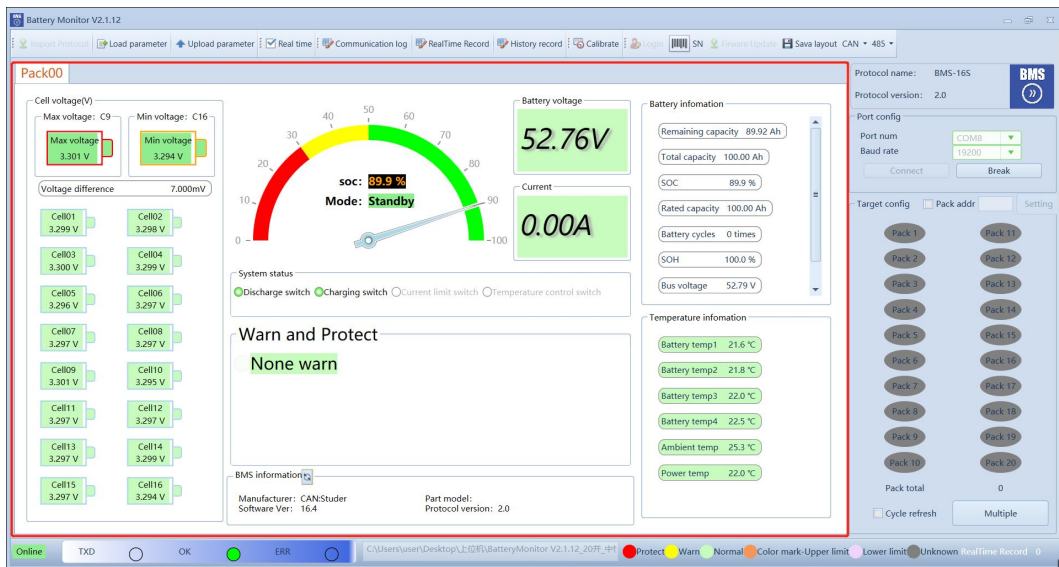 Battery Monitor V2.1.12
Import Protocol Load parameter Upload parameter Real time Communication log RealTime Record History record Calibrate Login SN Firware Update Sava layout CAN 485
Pack00
Cell voltage(V)
Max voltage: C9
Max voltage
3.301 V
Min voltage: C16
Min voltage
3.294 V
Voltage difference 7.000mV
Cell01 Cell02
3.299 V 3.298 V
Cell03 Cell04
3.300 V 3.299 V
Cell05 Cell06
3.296 V 3.297 V
Cell07 Cell08
3.297 V 3.297 V
Cell09 Cell10
3.301 V 3.295 V
Cell11 Cell12
3.297 V 3.297 V
Cell13 Cell14
3.297 V 3.299 V
Cell15 Cell16
3.297 V 3.294 V
0
10
20
30
40
50
60
70
80
90
100
soc: 89.9 %
Mode: Standby
Battery voltage
52.76V
Current
0.00A
System status
Discharge switch Charging switch Current limit switch Temperature control switch
Warn and Protect
None warn
BMS information
Manufacturer: CAN:Studer Part model:
Software Ver: 16.4 Protocol version: 2.0
Battery infomation
Remaining capacity 89.92 Ah
Total capacity 100.00 Ah
SOC 89.9 %
Rated capacity 100.00 Ah
Battery cycles 0 times
SOH 100.0 %
Bus voltage 52.79 V
Temperature infomation
Battery temp1 21.6 ℃
Battery temp2 21.8 ℃
Battery temp3 22.0 ℃
Battery temp4 22.5 ℃
Ambient temp 25.3 ℃
Power temp 22.0 ℃
Protocol name: BMS-16S
Protocol version: 2.0
BMS
Port config
Port num COM8
Baud rate 19200
Connect Break
Target config Pack addr Setting
Pack 1 Pack 11
Pack 2 Pack 12
Pack 3 Pack 13
Pack 4 Pack 14
Pack 5 Pack 15
Pack 6 Pack 16
Pack 7 Pack 17
Pack 8 Pack 18
Pack 9 Pack 19
Pack 10 Pack 20
Pack total 0
Cycle refresh Multiple
Online TXD OK ERR C:\Users\user\Desktop\上位机\BatteryMonitor V2.1.12_20开 Protect Warn Normal Color mark-Upper limit Lower limit Unknown RealTime Record 0